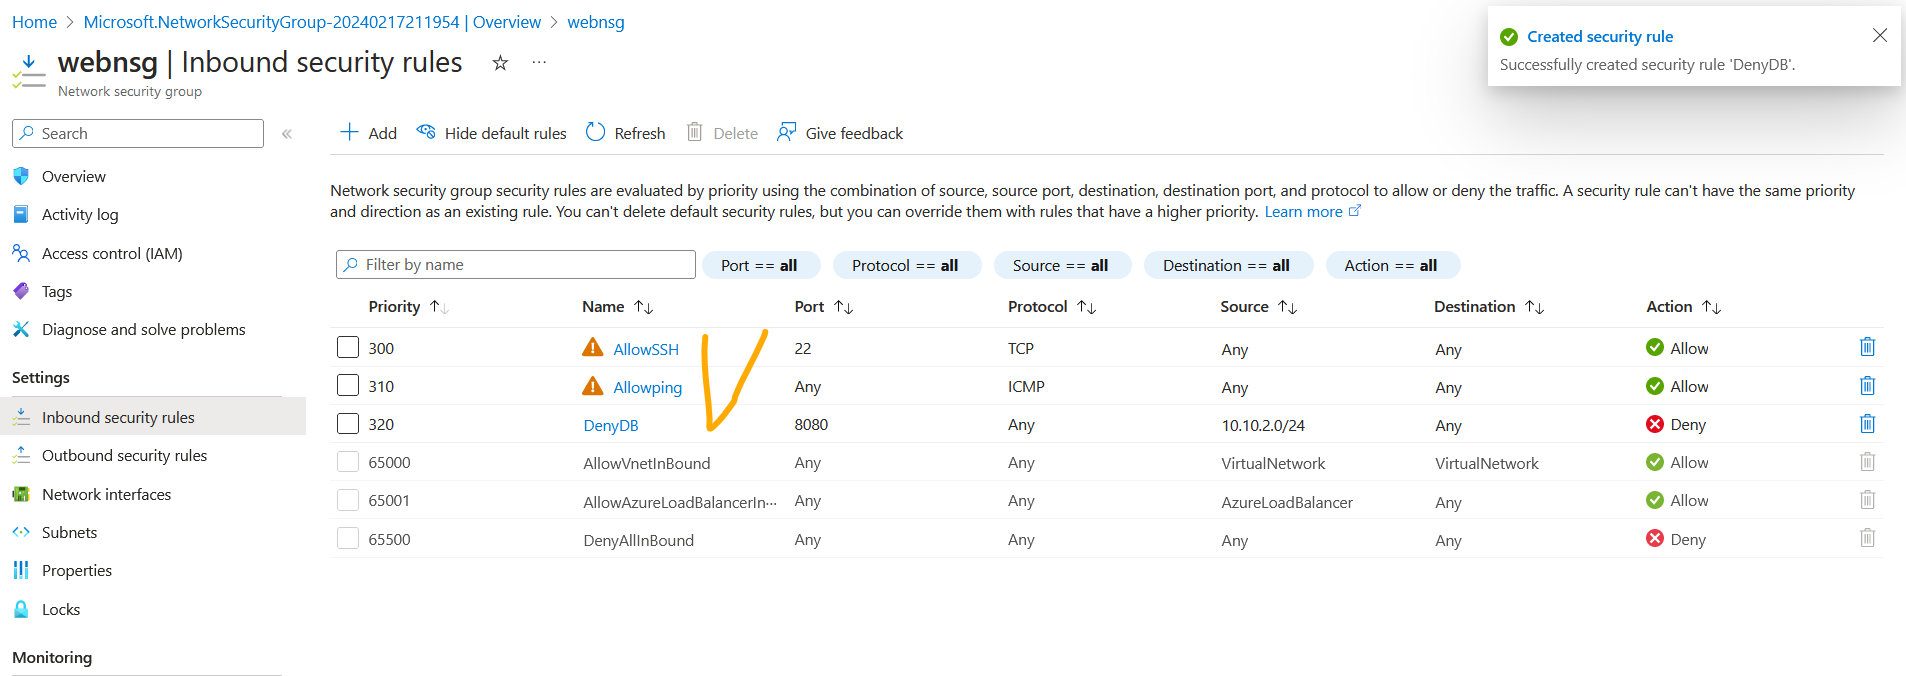 Home > Microsoft.NetworkSecurityGroup-20240217211954 | Overview > webnsg
Created security rule
Successfully created security rule 'DenyDB'.
webnsg | Inbound security rules
Network security group
Search
Add Hide default rules Refresh Delete Give feedback
Overview
Activity log
Access control (IAM)
Tags
Diagnose and solve problems
Settings
Inbound security rules
Outbound security rules
Network interfaces
Subnets
Properties
Locks
Monitoring
Network security group security rules are evaluated by priority using the combination of source, source port, destination, destination port, and protocol to allow or deny the traffic. A security rule can't have the same priority
and direction as an existing rule. You can't delete default security rules, but you can override them with rules that have a higher priority. Learn more
Filter by name Port == all Protocol == all Source == all Destination == all Action == all
Priority Name Port Protocol Source Destination Action
300 AllowSSH 22 TCP Any Any Allow
310 Allowping Any ICMP Any Any Allow
320 DenyDB 8080 Any 10.10.2.0/24 Any Deny
65000 AllowVnetInBound Any Any VirtualNetwork VirtualNetwork Allow
65001 AllowAzureLoadBalancerIn... Any Any AzureLoadBalancer Any Allow
65500 DenyAllInBound Any Any Any Any Deny